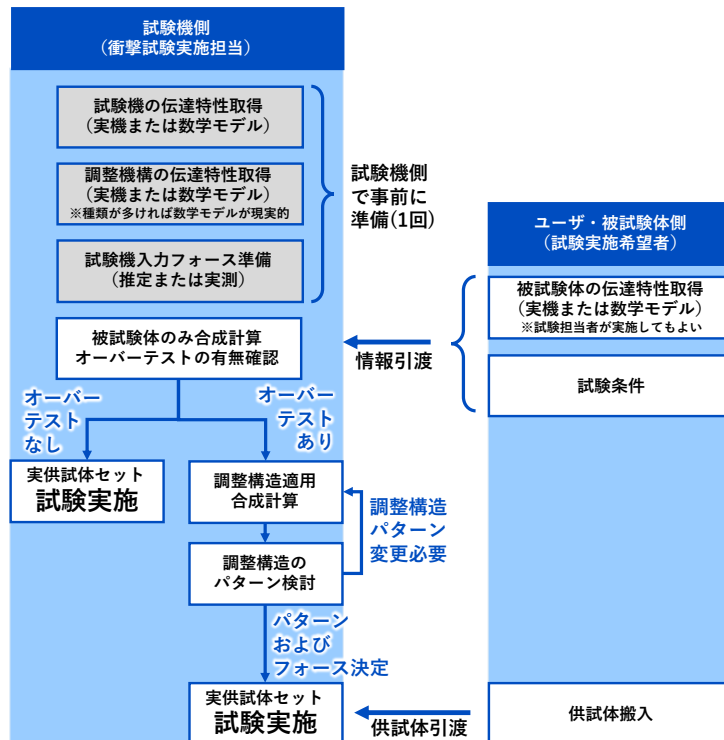 試験機側
（衝撃試験実施担当）
試験機の伝達特性取得
（実機または数学モデル）
調整機構の伝達特性取得
（実機または数学モデル）
※種類が多ければ数学モデルが現実的
試験機入力フォース準備
（推定または実測）
試験機側
で事前に
準備(1回)
ユーザ・被試験体側
（試験実施希望者）
被試験体の伝達特性取得
（実機または数学モデル）
※試験担当者が実施してもよい
試験条件
情報引渡
被試験体のみ合成計算
オーバーテストの有無確認
オーバー
テスト
なし
オーバー
テスト
あり
実供試体セット
試験実施
調整構造適用
合成計算
調整構造
パターン
変更必要
調整構造の
パターン検討
パターン
および
フォース決定
実供試体セット
試験実施
供試体引渡
供試体搬入